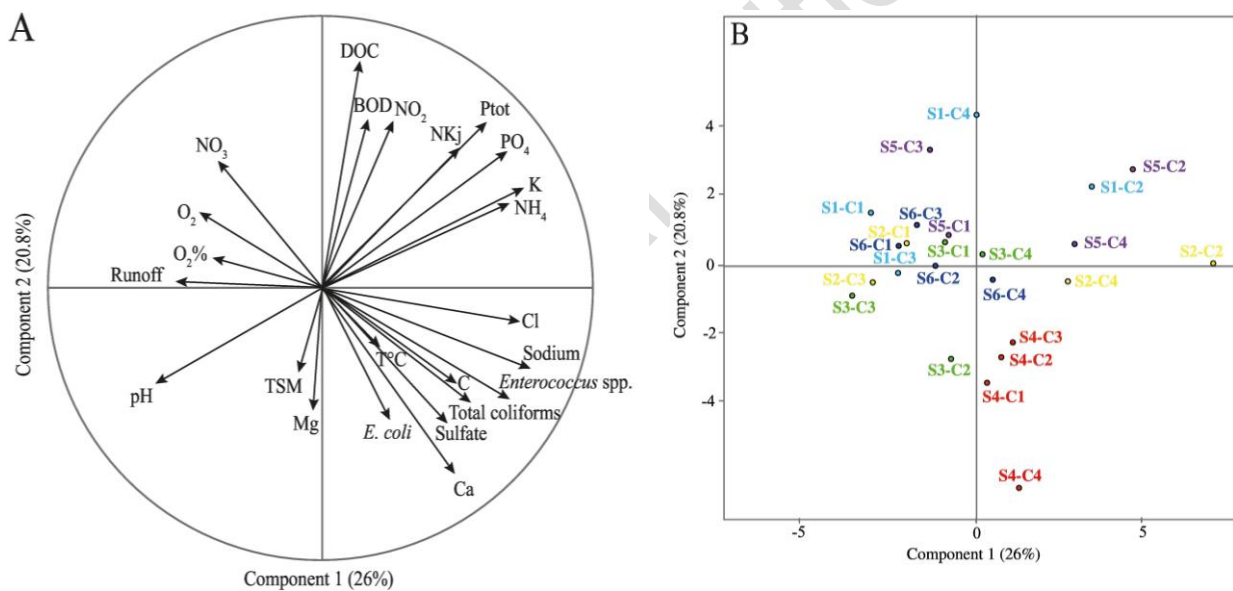 A
DOC
BOD
NO2
Ptot
NKj
PO4
NO3
K
NH4
O2
O2%
Runoff
Cl
T°C
Sodium
pH
TSM
C
Enterococcus spp.
Mg
Total coliforms
E. coli
Sulfate
Ca
Component 2 (20.8%)
Component 1 (26%)
B
4
2
0
-2
-4
S1-C4
S5-C3
S5-C2
S1-C2
S1-C1
S6-C3
S5-C1
S2-C1
S6-C1
S3-C1
S3-C4
S5-C4
S2-C2
S1-C3
S6-C2
S2-C3
S6-C4
S2-C4
S3-C3
S4-C3
S3-C2
S4-C2
S4-C1
S4-C4
-5
0
5
Component 2 (20.8%)
Component 1 (26%)